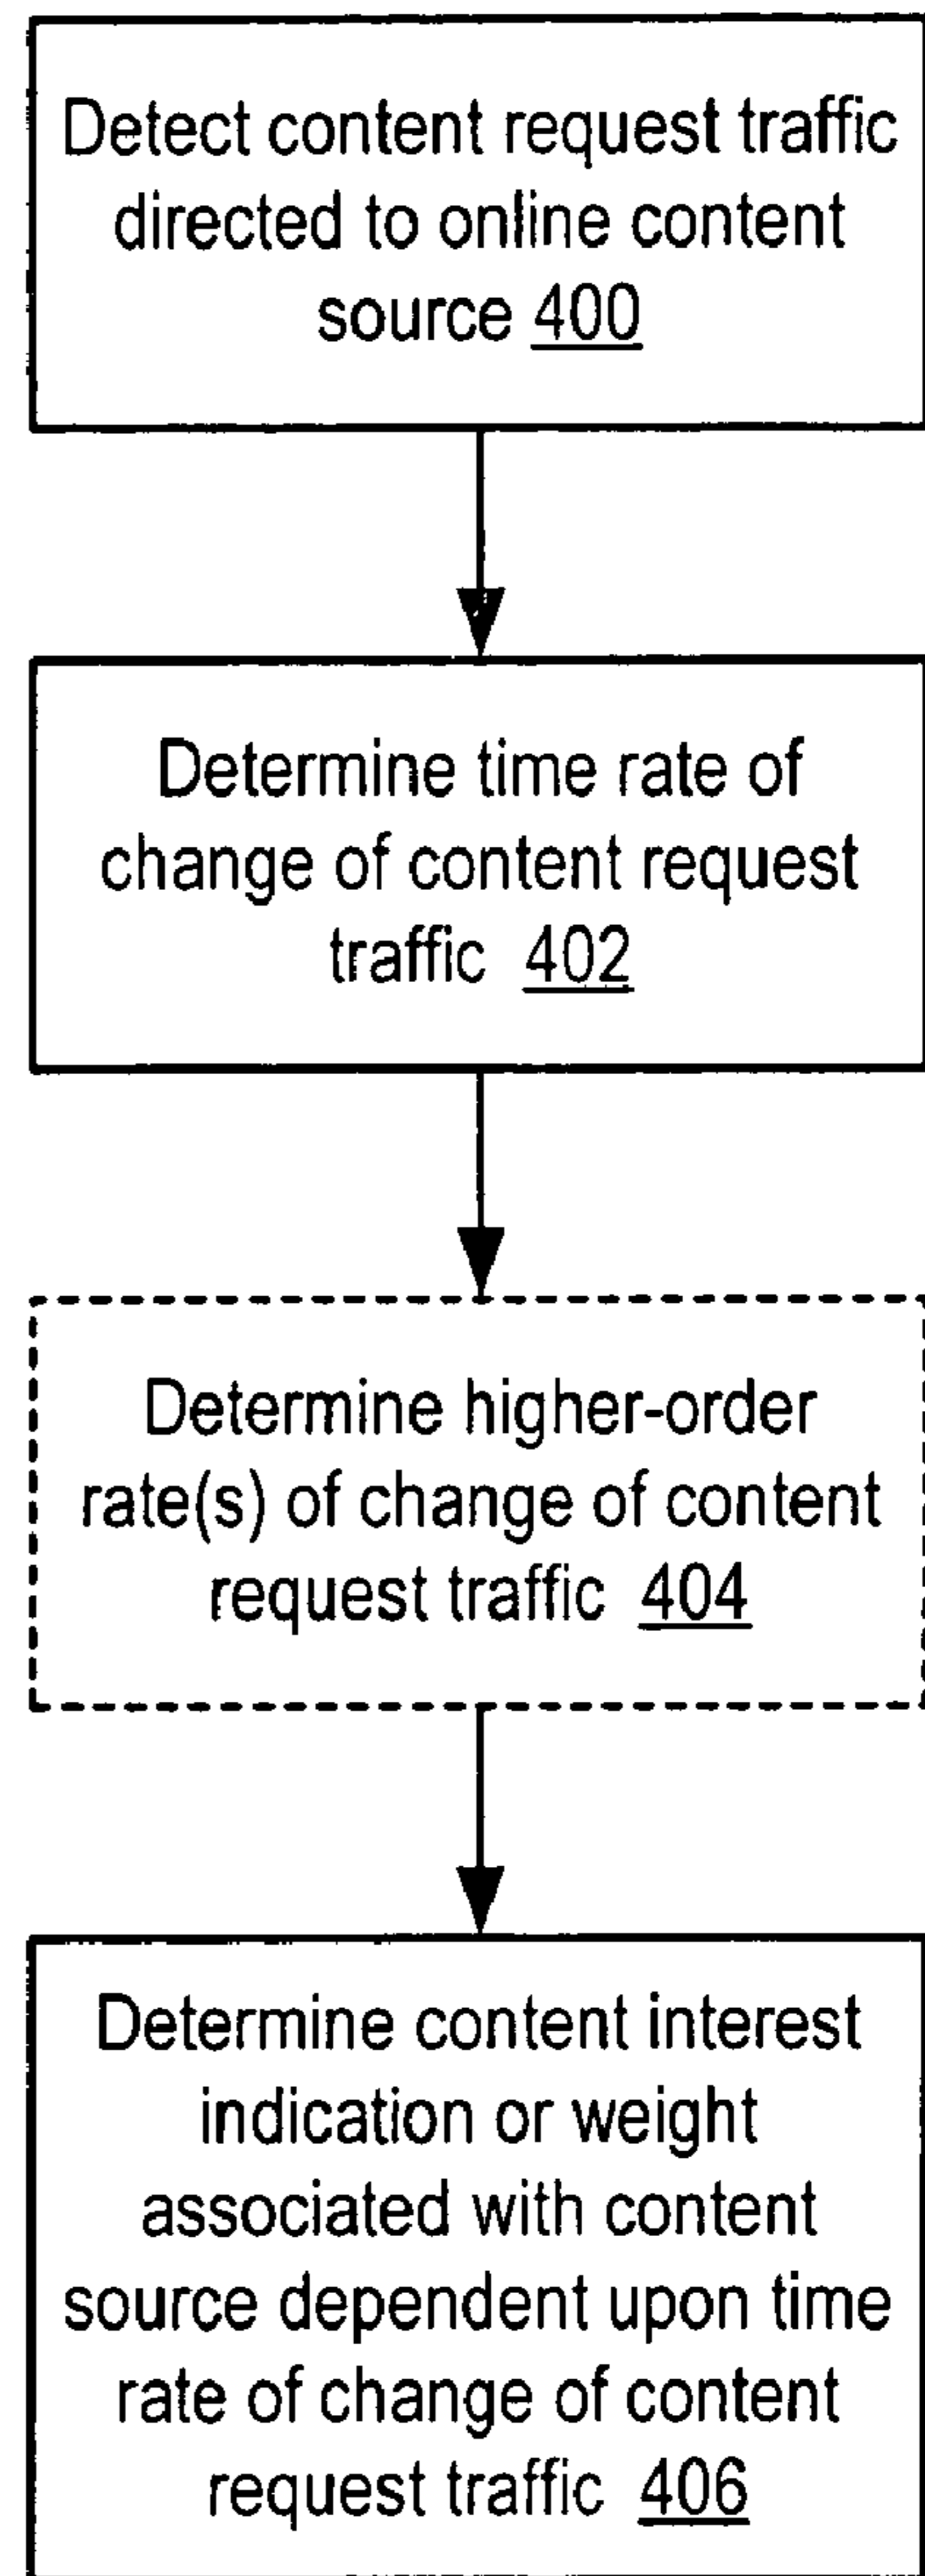 Detect content request traffic
directed to online content
source 400
Determine time rate of
change of content request
traffic 402
Determine higher-order
rate(s) of change of content
request traffic 404
Determine content interest
indication or weight
associated with content
source dependent upon time
rate of change of content
request traffic 406